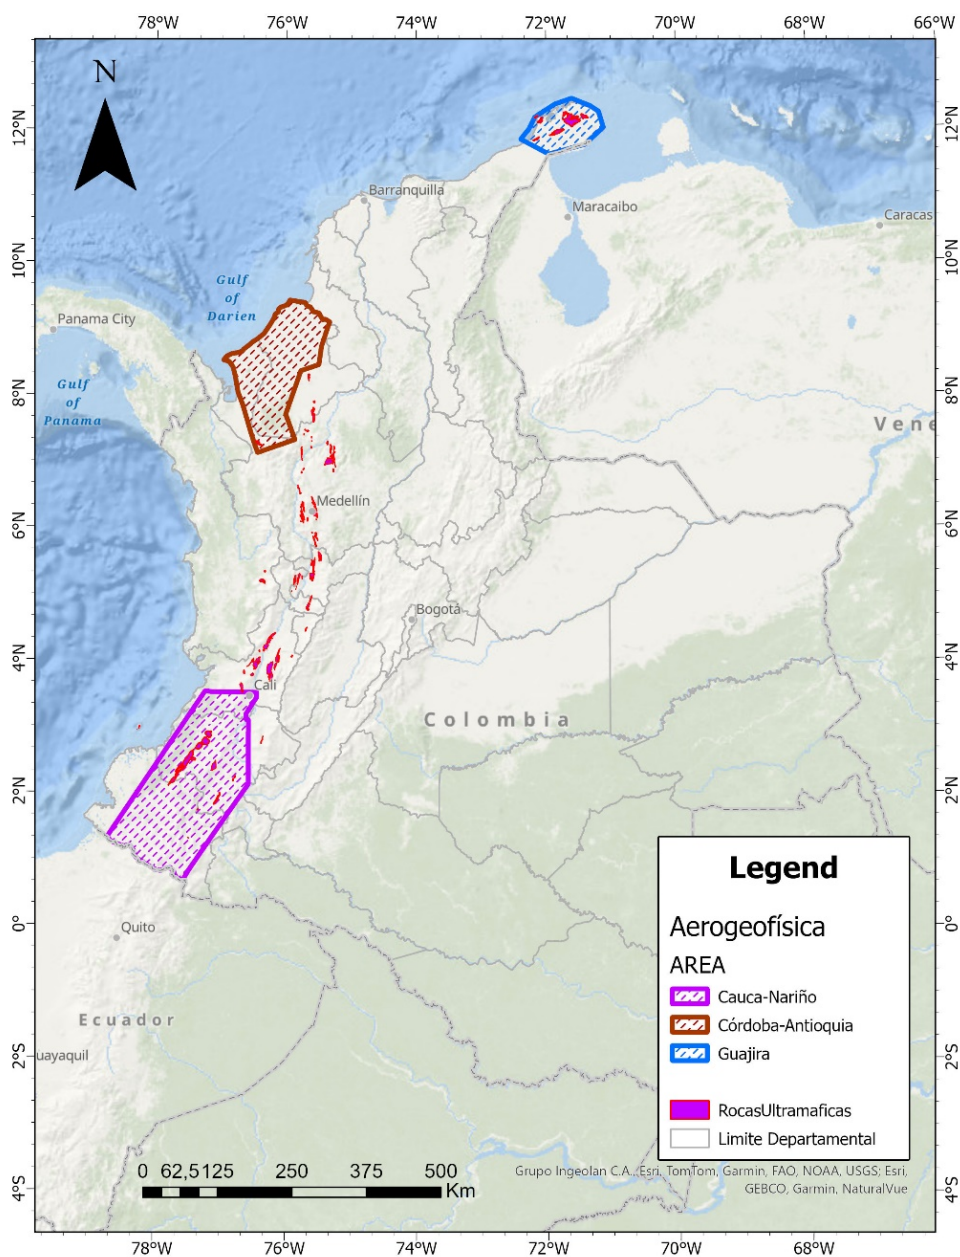 78°W 76°W 74°W 72°W 70°W 68°W 66°W
N
12°N 12°N
Barranquilla
Maracaibo
Caracas
10°N 10°N
Gulf
of
Darien
Panama City
8°N 8°N
Gulf
of
Panama
Vene
Medellín
6°N 6°N
Bogotá
4°N 4°N
Cali
Colombia
2°N 2°N
Legend
Aerogeofísica
AREA
Cauca-Nariño
Córdoba-Antioquia
Guajira
RocasUltramaficas
Limite Departamental
0° 0°
Quito
Ecuador
uayaquil
2°S 2°S
0 62,5 125 250 375 500
Km
Grupo Ingeolan C.A., Esri, TomTom, Garmin, FAO, NOAA, USGS; Esri,
GEBCO, Garmin, NaturalVue
4°S 4°S
78°W 76°W 74°W 72°W 70°W 68°W